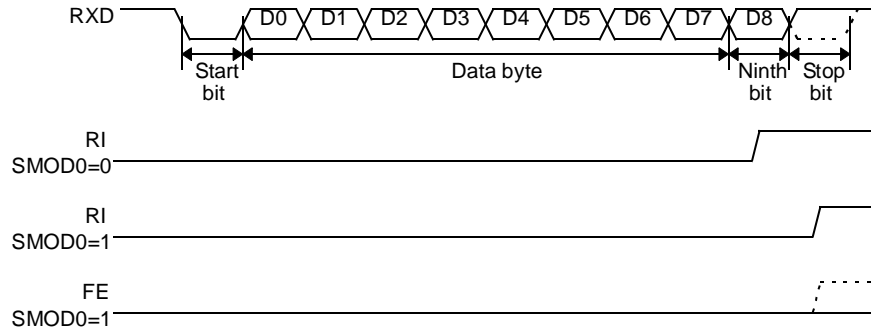 RXD D0 D1 D2 D3 D4 D5 D6 D7 D8
Start bit
Data byte
Ninth bit
Stop bit
RI
SMOD0=0
RI
SMOD0=1
FE
SMOD0=1